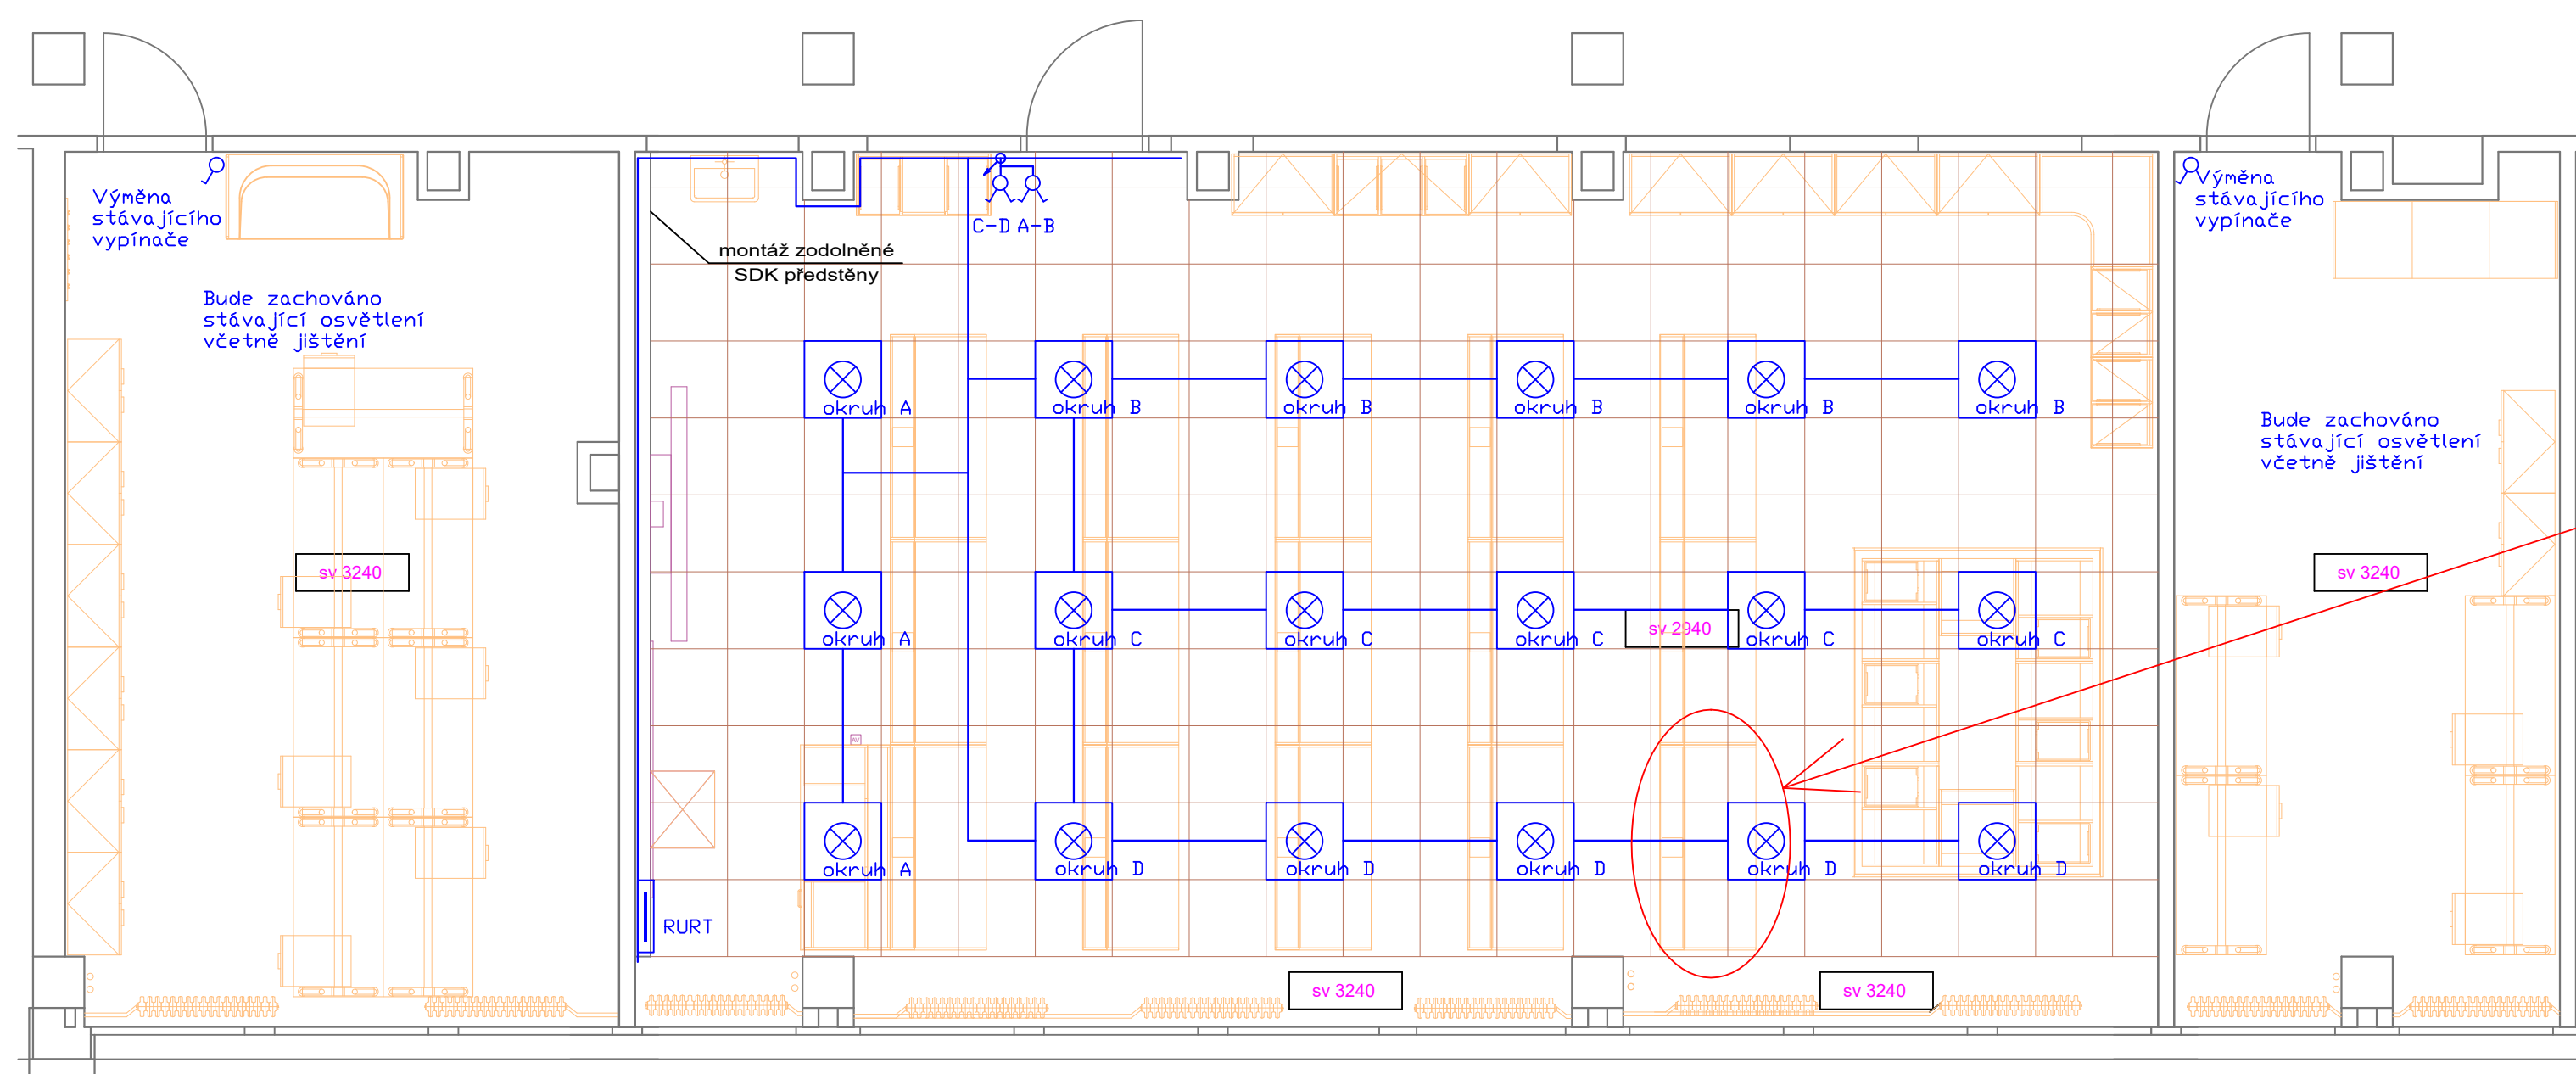 Výměna
stávajícího
vypínače
Bude zachováno
stávající osvětlení
včetně jištění
sv 3240
montáž zodolněné
SDK předstěny
C-D A-B
okruh A
okruh B
okruh B
okruh B
okruh B
okruh B
okruh A
okruh C
okruh C
okruh C
sv 2940
okruh C
okruh C
AV
okruh A
okruh D
okruh D
okruh D
okruh D
okruh D
RURT
sv 3240
sv 3240
Výměna
stávajícího
vypínače
Bude zachováno
stávající osvětlení
včetně jištění
sv 3240